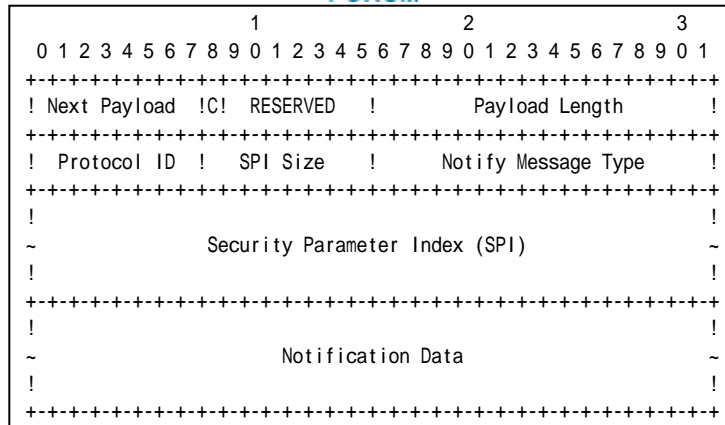 1                   2                   3
 0 1 2 3 4 5 6 7 8 9 0 1 2 3 4 5 6 7 8 9 0 1 2 3 4 5 6 7 8 9 0 1
+-+-+-+-+-+-+-+-+-+-+-+-+-+-+-+-+-+-+-+-+-+-+-+-+-+-+-+-+-+-+-+-+
! Next Payload  !C!  RESERVED   !         Payload Length        !
+-+-+-+-+-+-+-+-+-+-+-+-+-+-+-+-+-+-+-+-+-+-+-+-+-+-+-+-+-+-+-+-+
!  Protocol ID  !   SPI Size    !      Notify Message Type      !
+-+-+-+-+-+-+-+-+-+-+-+-+-+-+-+-+-+-+-+-+-+-+-+-+-+-+-+-+-+-+-+-+
!                                                               !
~                Security Parameter Index (SPI)                 ~
!                                                               !
+-+-+-+-+-+-+-+-+-+-+-+-+-+-+-+-+-+-+-+-+-+-+-+-+-+-+-+-+-+-+-+-+
!                                                               !
~                       Notification Data                       ~
!                                                               !
+-+-+-+-+-+-+-+-+-+-+-+-+-+-+-+-+-+-+-+-+-+-+-+-+-+-+-+-+-+-+-+-+